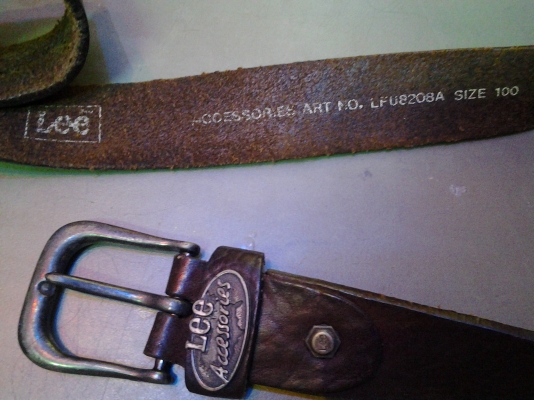 Lee
ACCESSORIES ART NO. LFU8208A SIZE 100
Lee
Accessories